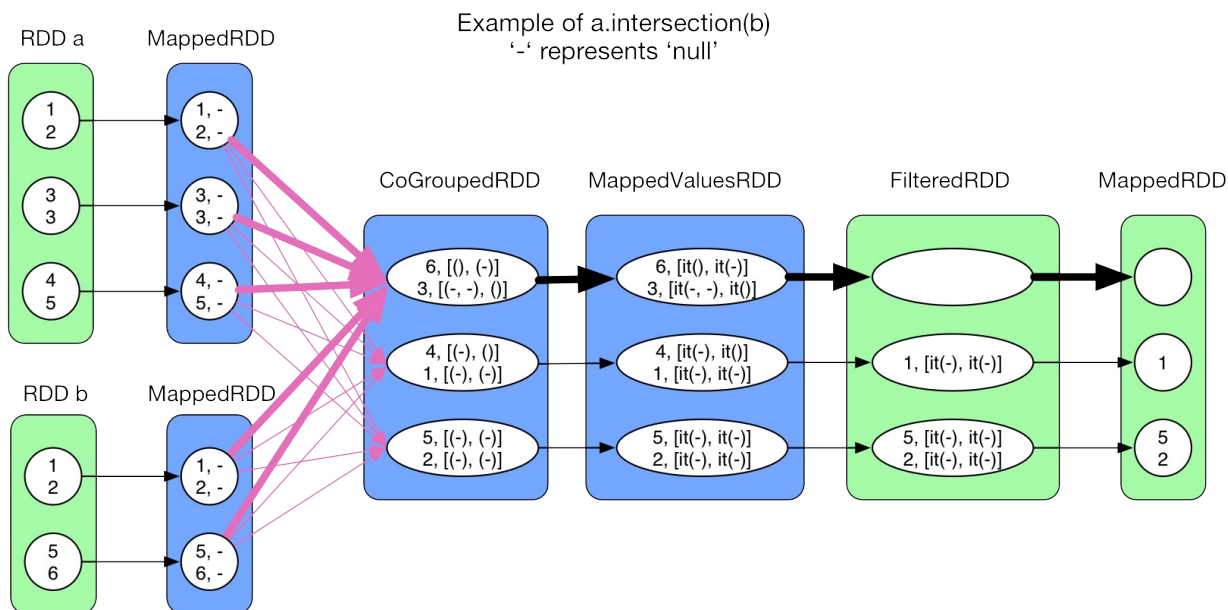 Example of a.intersection(b)
‘-‘ represents ‘null’
RDD a
MappedRDD
1
2
3
3
4
5
1, -
2, -
3, -
3, -
4, -
5, -
RDD b
MappedRDD
1
2
5
6
1, -
2, -
5, -
6, -
CoGroupedRDD
6, [(), (-)]
3, [(-, -), ()]
4, [(-), ()]
1, [(-), (-)]
5, [(-), (-)]
2, [(-), (-)]
MappedValuesRDD
6, [it(), it(-)]
3, [it(-, -), it()]
4, [it(-), it()]
1, [it(-), it(-)]
5, [it(-), it(-)]
2, [it(-), it(-)]
FilteredRDD
1, [it(-), it(-)]
5, [it(-), it(-)]
2, [it(-), it(-)]
MappedRDD
1
5
2